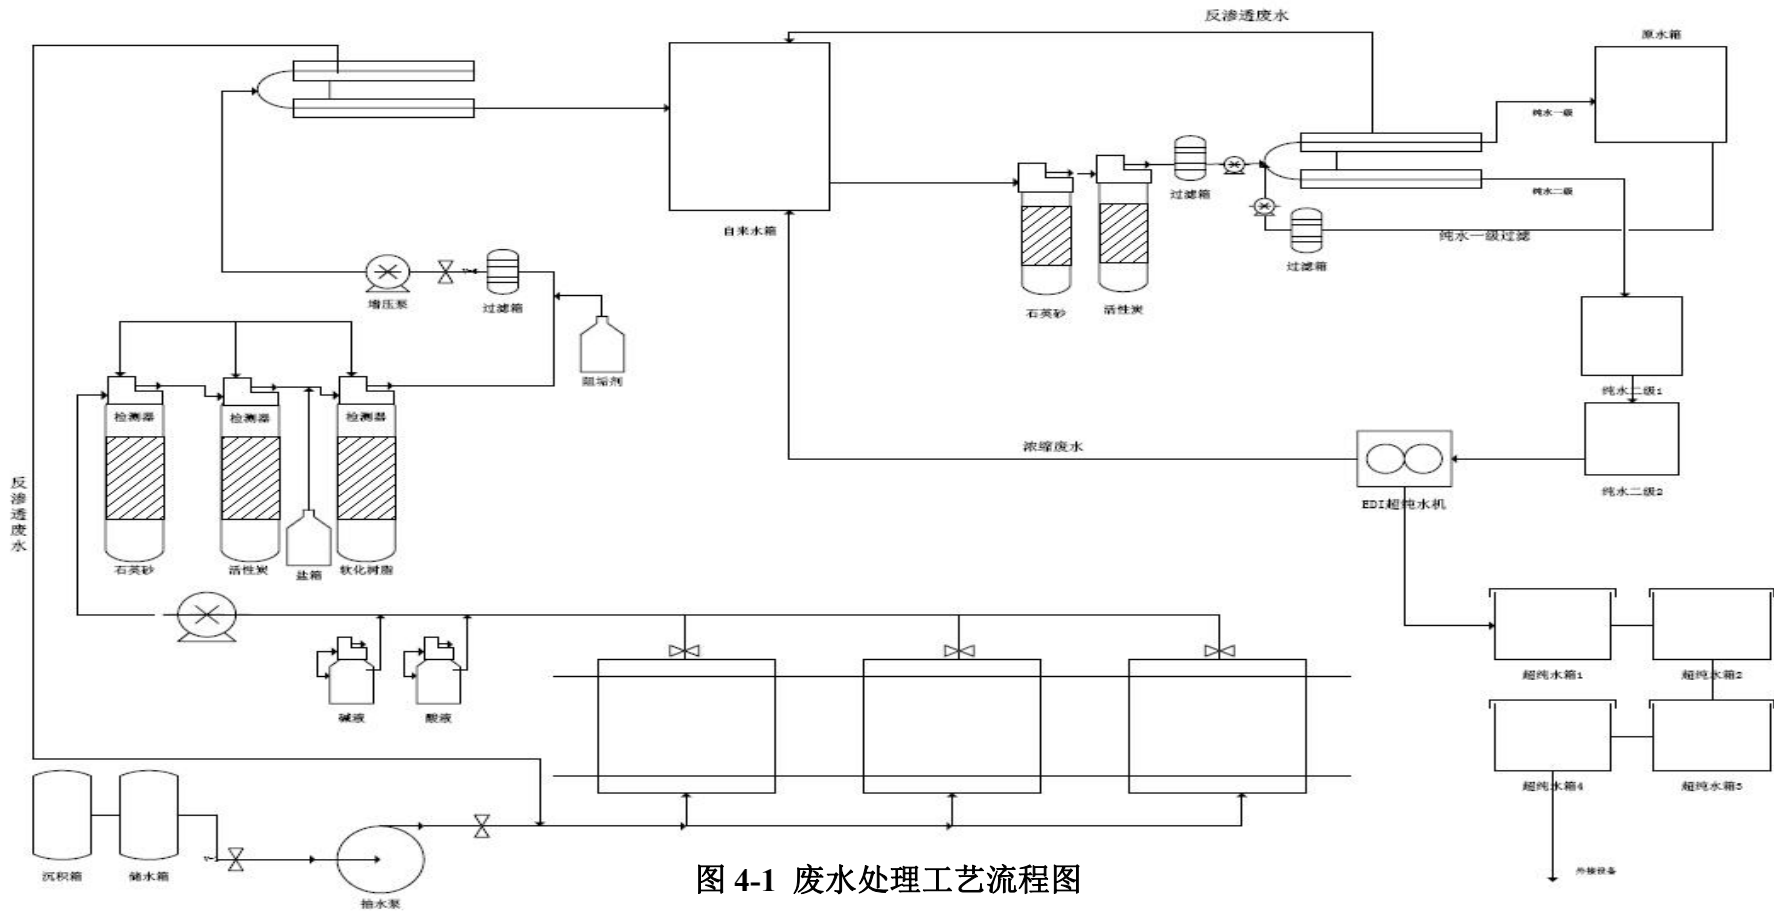 反渗透废水
原水箱
纯水一级
过滤箱
纯水二级
自来水箱
纯水一级过滤
过滤箱
增压泵
过滤箱
石英砂
活性炭
阻垢剂
检测器
检测器
检测器
纯水二级1
浓缩废水
反渗透废水
纯水二级2
EDI超纯水机
石英砂
活性炭
盐箱
软化树脂
超纯水箱1
超纯水箱2
碱液
酸液
超纯水箱4
超纯水箱3
沉积箱
储水箱
外接设备
抽水泵
图 4-1 废水处理工艺流程图